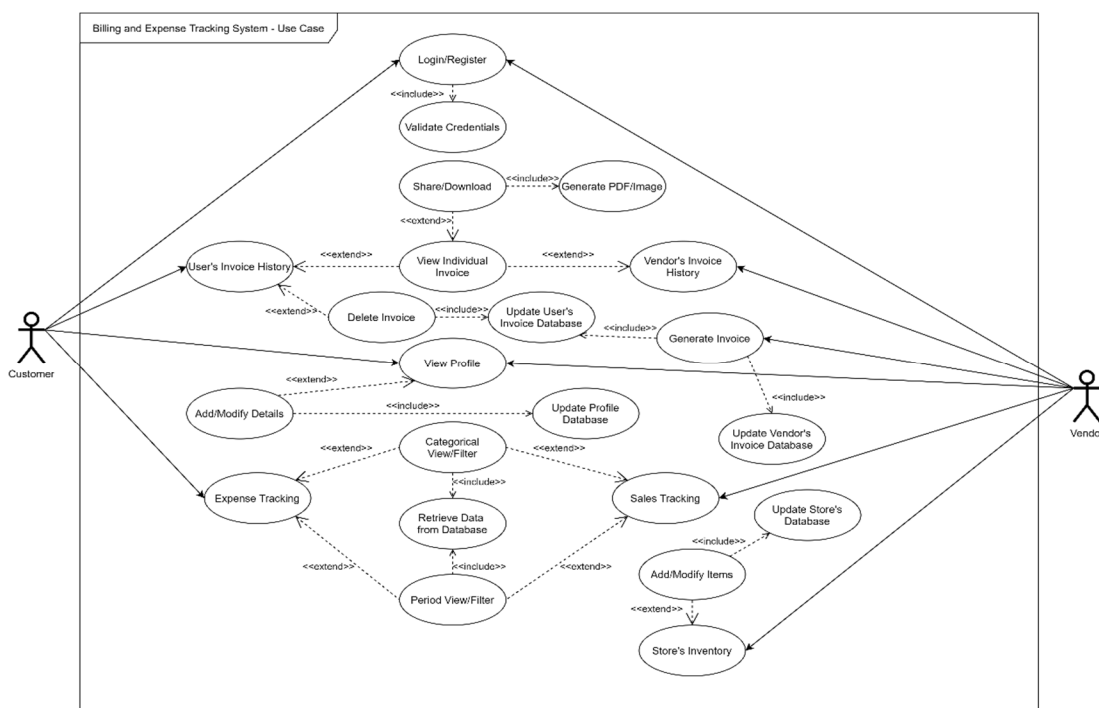 Billing and Expense Tracking System - Use Case
Login/Register
<<include>>
Validate Credentials
Share/Download
<<include>>
Generate PDF/Image
<<extend>>
User's Invoice History
<<extend>>
View Individual
Invoice
<<extend>>
Vendor's Invoice
History
<<extend>>
Delete Invoice
<<include>>
Update User's
Invoice Database
<<include>>
Generate Invoice
Customer
View Profile
<<extend>>
<<include>>
Vendo
Add/Modify Details
<<include>>
Update Profile
Database
Update Vendor's
Invoice Database
<<extend>>
Categorical
View/Filter
<<extend>>
<<include>>
Expense Tracking
Sales Tracking
Retrieve Data
from Database
Update Store's
Database
<<include>>
<<extend>>
<<include>>
<<extend>>
Add/Modify Items
Period View/Filter
<<extend>>
Store's Inventory